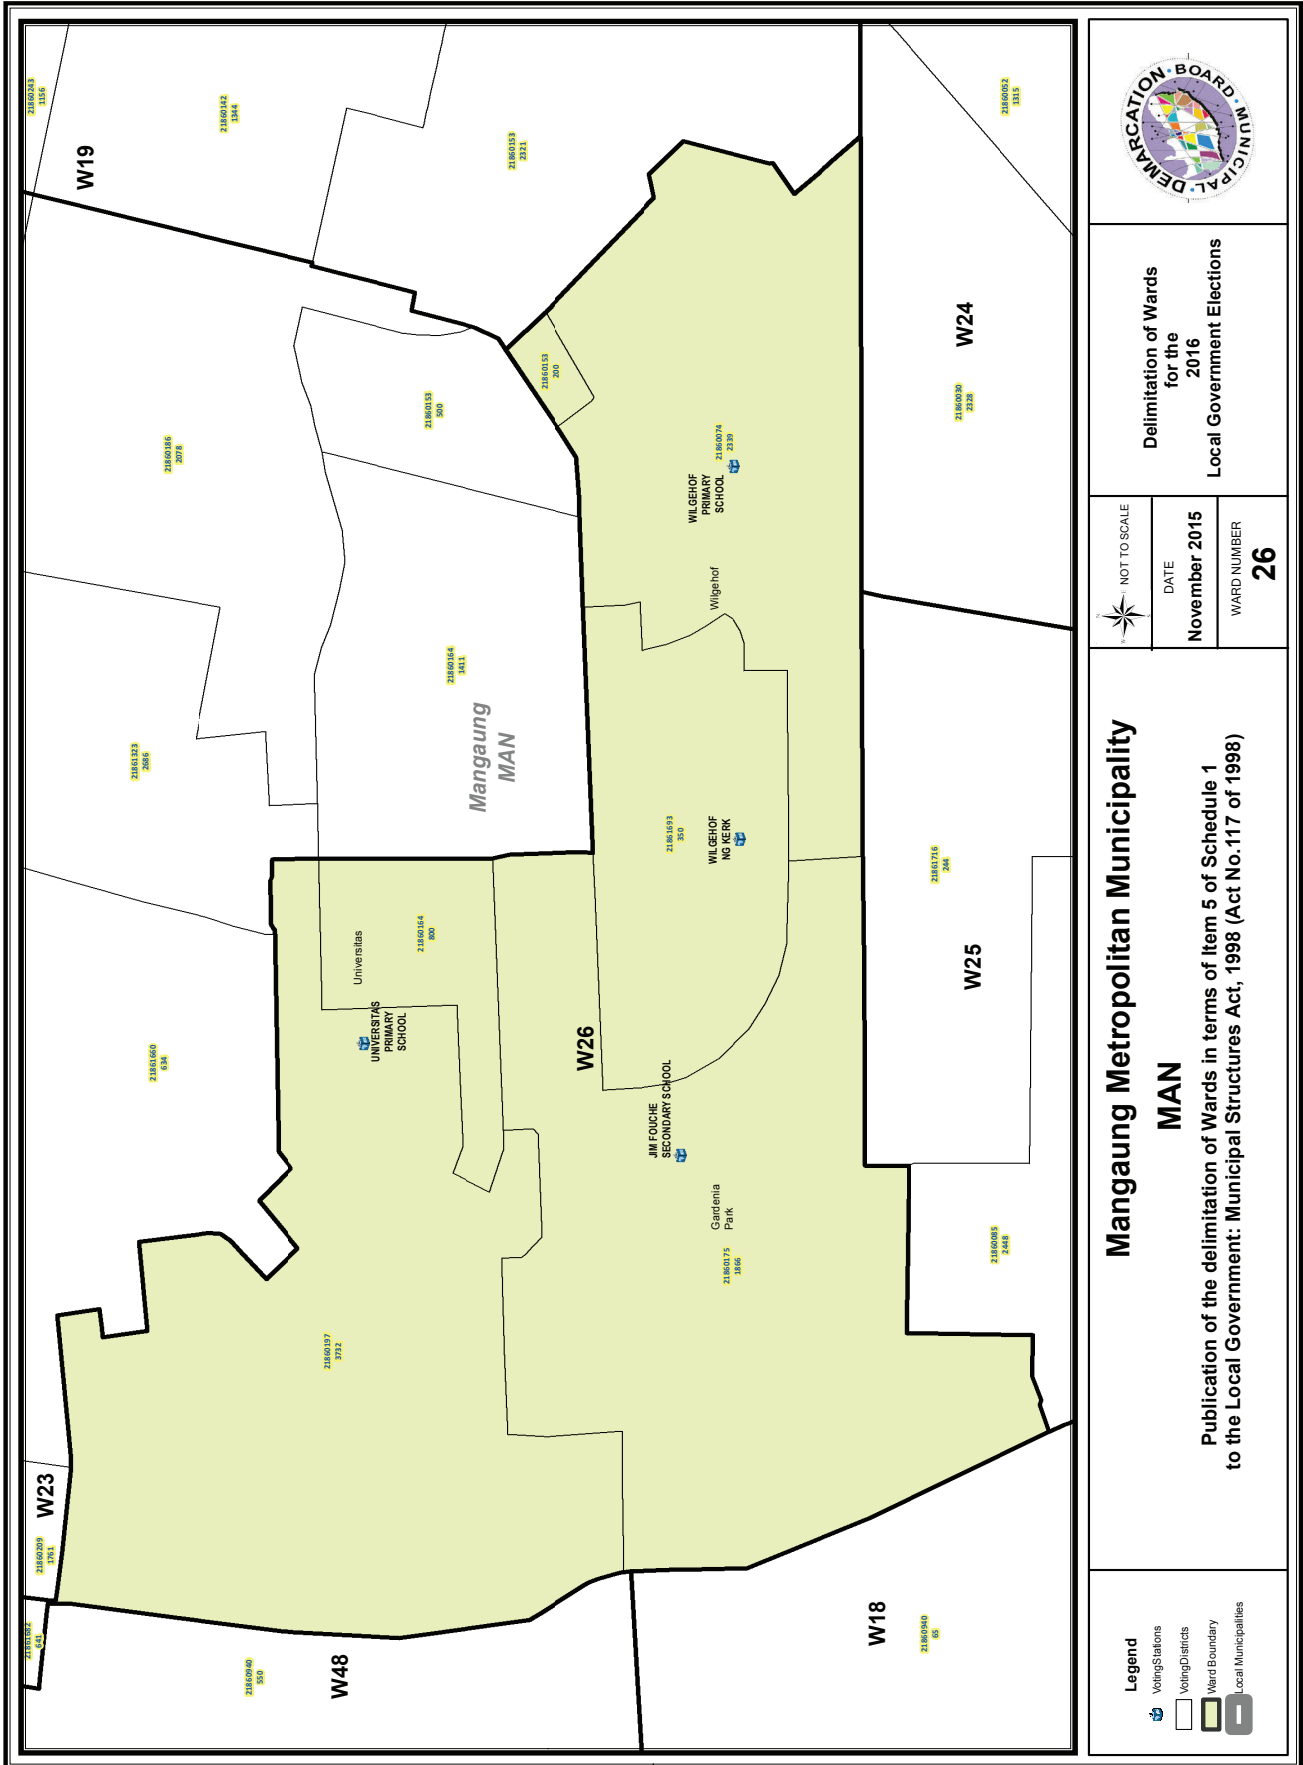 21860243
1156
21860142
1344
W19
21860153
2321
21860052
1315
21860186
2078
21860153
500
21860153
200
21860074
2339
WILGEHOF
PRIMARY
SCHOOL
Wilgehof
W24
21860030
2328
21861323
2686
21860164
1411
Mangaung
MAN
21861693
350
WILGEHOF
NG KERK
21861716
244
W25
21861660
634
21860164
800
Universitas
UNIVERSITAS
PRIMARY
SCHOOL
W26
JIM FOUCHE
SECONDARY SCHOOL
Gardenia
Park
21860175
1866
21860085
2448
21860197
3732
W23
21860209
1761
21861682
641
21860940
550
W48
W18
21860940
65
Legend
VotingStations
VotingDistricts
Ward Boundary
Local Municipalities
Mangaung Metropolitan Municipality
MAN
Publication of the delimitation of Wards in terms of Item 5 of Schedule 1
to the Local Government: Municipal Structures Act, 1998 (Act No.117 of 1998)
N
W
E
S
NOT TO SCALE
DATE
November 2015
WARD NUMBER
26
Delimitation of Wards
for the
2016
Local Government Elections
MUNICIPAL · DEMARCATION · BOARD ·